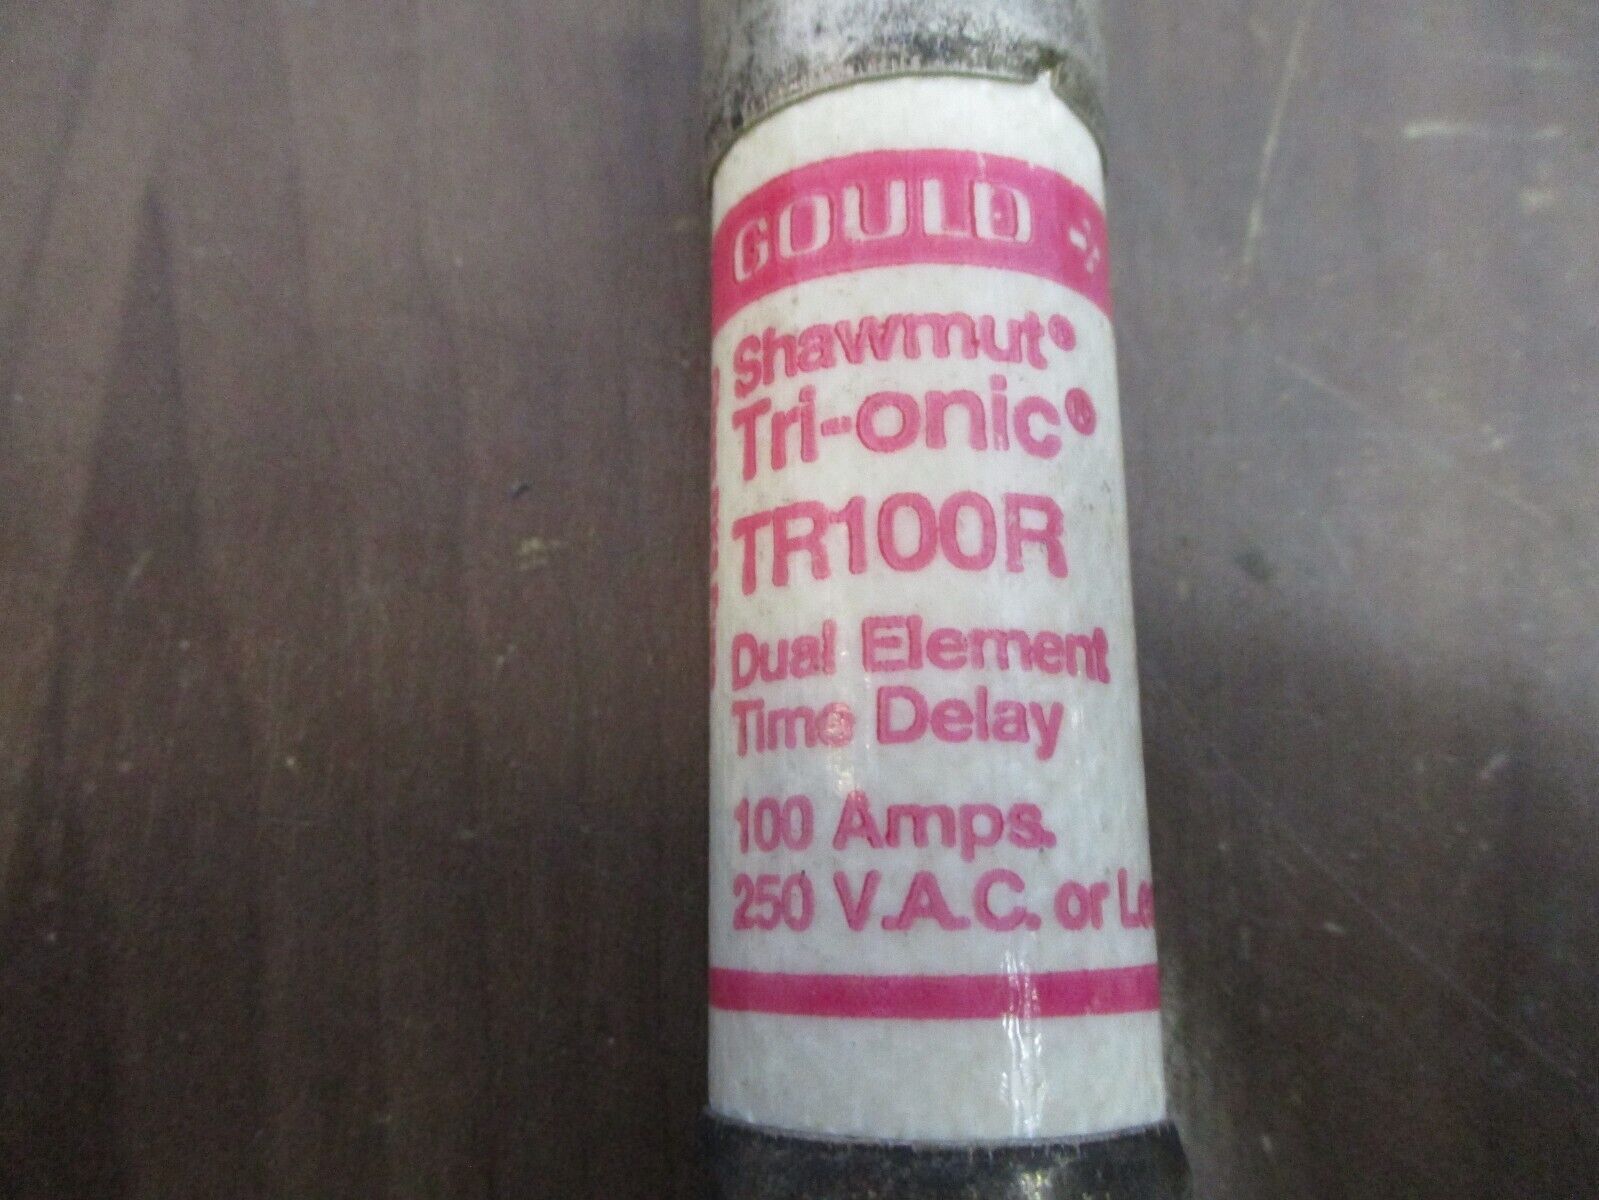 GOULD
Shawmut®
Tri-onic®
TR100R
Dual Element
Time Delay
100 Amps.
250 V.A.C. or